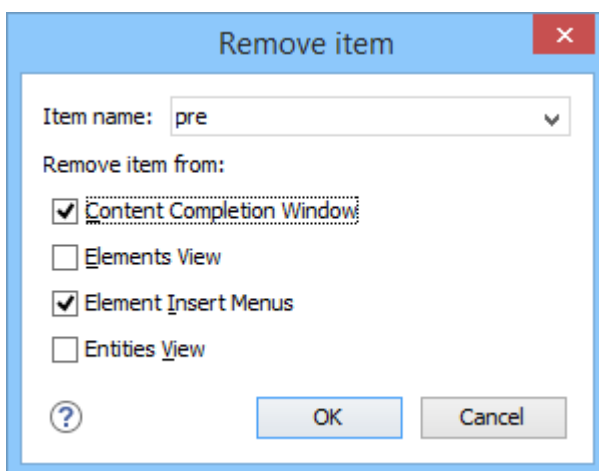 Remove item
Item name: pre
Remove item from:
Content Completion Window
Elements View
Element Insert Menus
Entities View
? OK Cancel